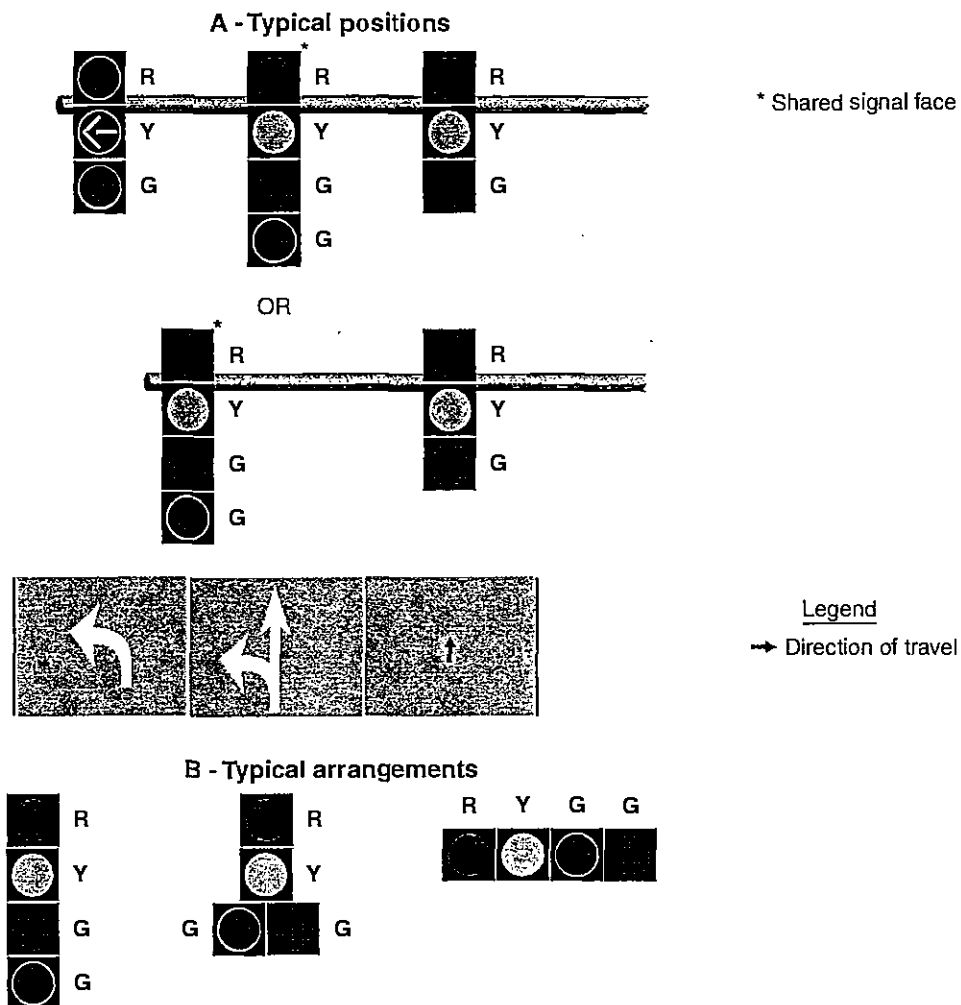 A - Typical positions
*
R R R
* Shared signal face
Y Y Y
G G G
G
OR
*
R R
Y Y
G G
G
Legend
Direction of travel
B - Typical arrangements
R Y G G
R R
Y Y
G G G
G